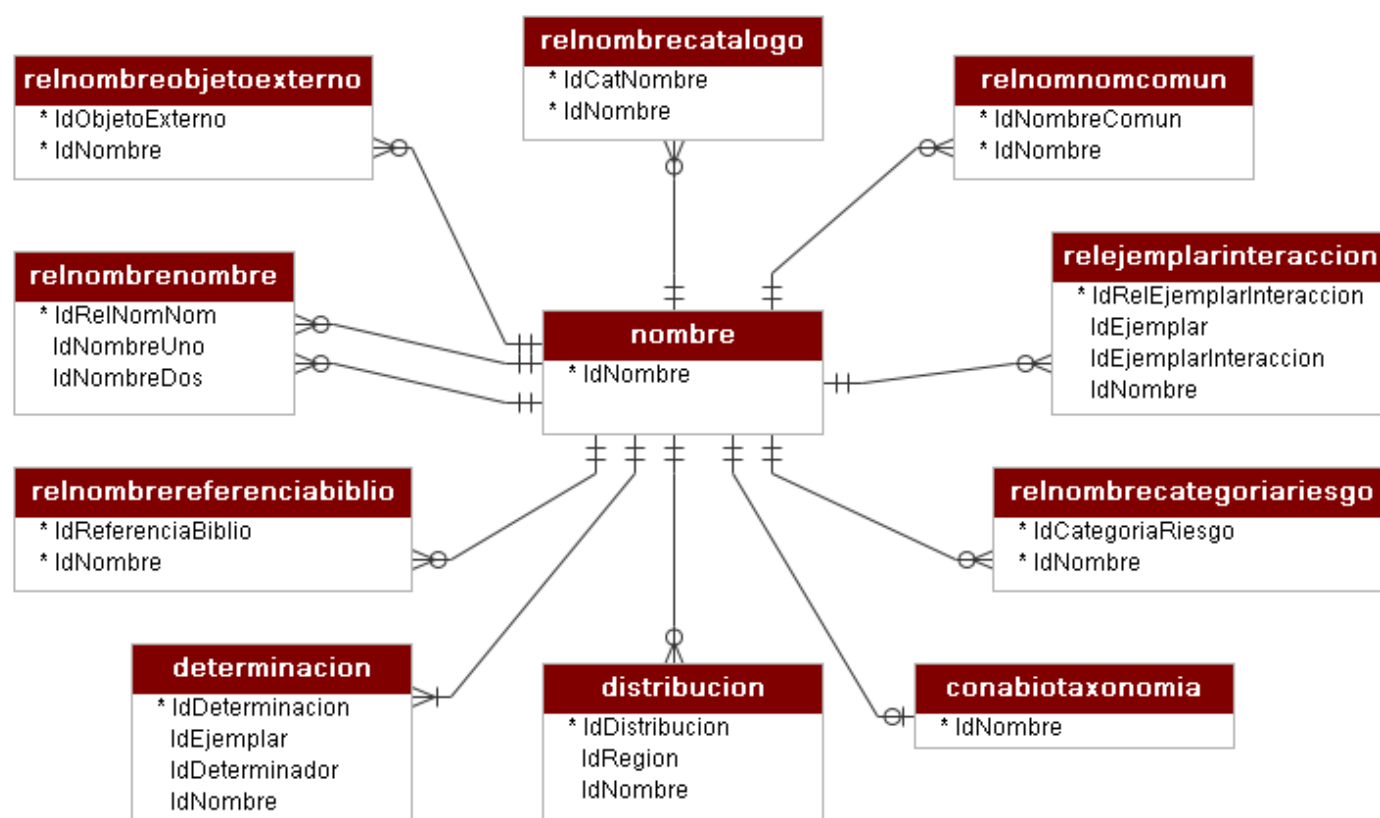 relnombreobjetoexterno
* IdObjetoExterno
* IdNombre
relnombrecatalogo
* IdCatNombre
* IdNombre
relnomnomcomun
* IdNombreComun
* IdNombre
relnombrenombre
* IdRelNomNom
IdNombreUno
IdNombreDos
nombre
* IdNombre
relejemplarinteraccion
* IdRelEjemplarInteraccion
IdEjemplar
IdEjemplarInteraccion
IdNombre
relnombrereferenciabiblio
* IdReferenciaBiblio
* IdNombre
relnombrecategoriariesgo
* IdCategoriaRiesgo
* IdNombre
determinacion
* IdDeterminacion
IdEjemplar
IdDeterminador
IdNombre
distribucion
* IdDistribucion
IdRegion
IdNombre
conabiotaxonomia
* IdNombre